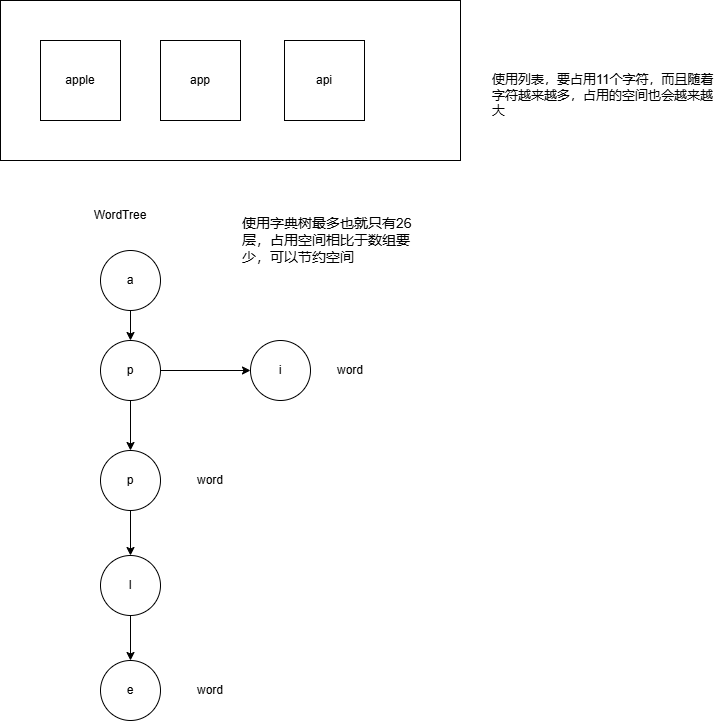 apple
app
api
使用列表，要占用11个字符，而且随着
字符越来越多，占用的空间也会越来越
大
WordTree
使用字典树最多也就只有26
层，占用空间相比于数组要
少，可以节约空间
a
p
i
word
p
word
l
e
word